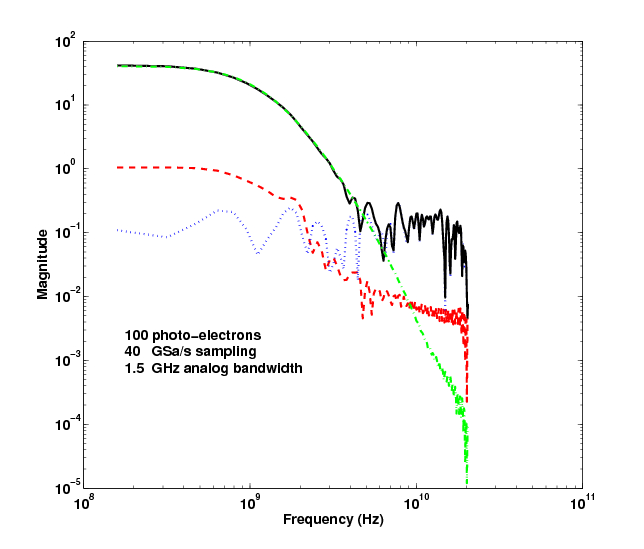 10^2
10^1
10^0
10^-1
10^-2
10^-3
10^-4
10^-5
Magnitude
100 photo-electrons
40 GSa/s sampling
1.5 GHz analog bandwidth
10^8 10^9 10^10 10^11
Frequency (Hz)